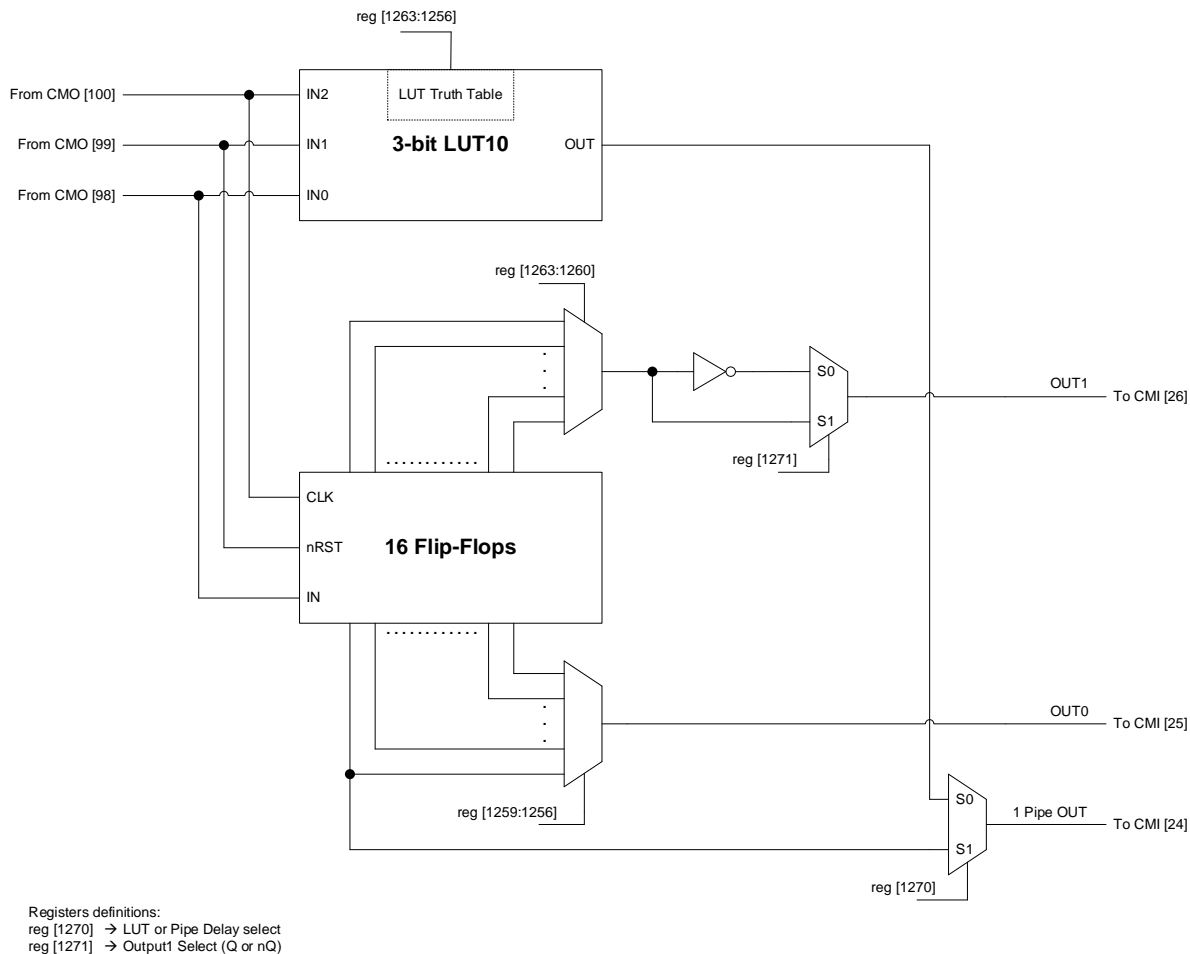 reg [1263:1256]
From CMO [100]
IN2
LUT Truth Table
From CMO [99]
IN1
3-bit LUT10
OUT
From CMO [98]
IN0
reg [1263:1260]
S0
OUT1
To CMI [26]
S1
reg [1271]
CLK
nRST
16 Flip-Flops
IN
OUT0
To CMI [25]
reg [1259:1256]
S0
1 Pipe OUT
To CMI [24]
S1
reg [1270]
Registers definitions:
reg [1270] → LUT or Pipe Delay select
reg [1271] → Output1 Select (Q or nQ)